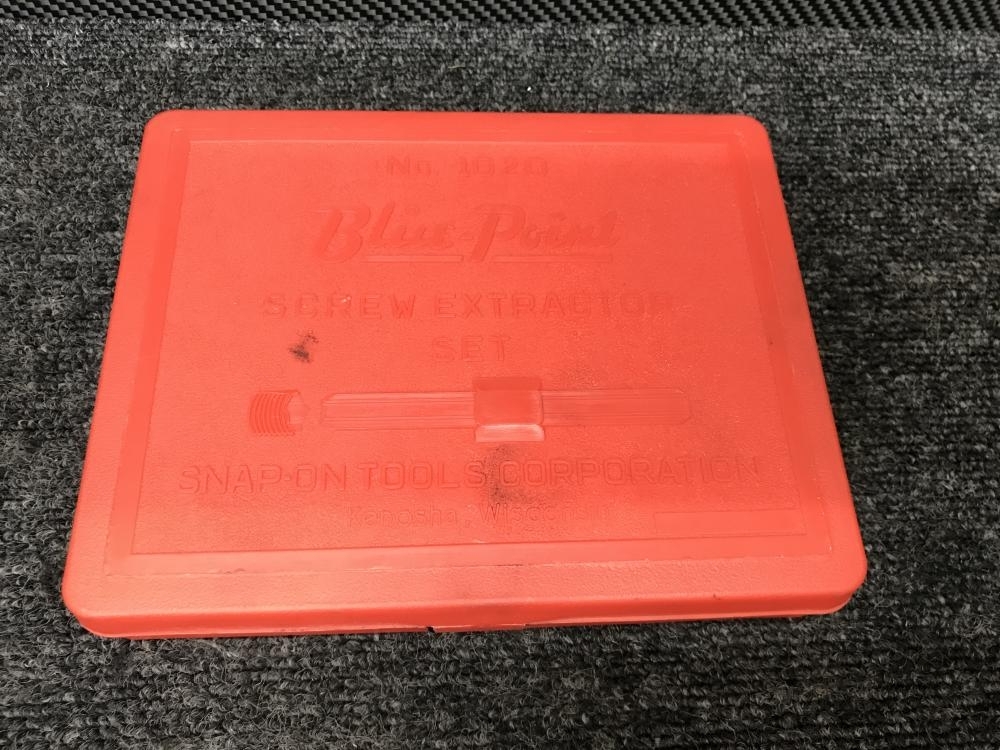 No. 1020
Blue-Point
SCREW EXTRACTOR
SET
SNAP-ON TOOLS CORPORATION
Kenosha, Wisconsin